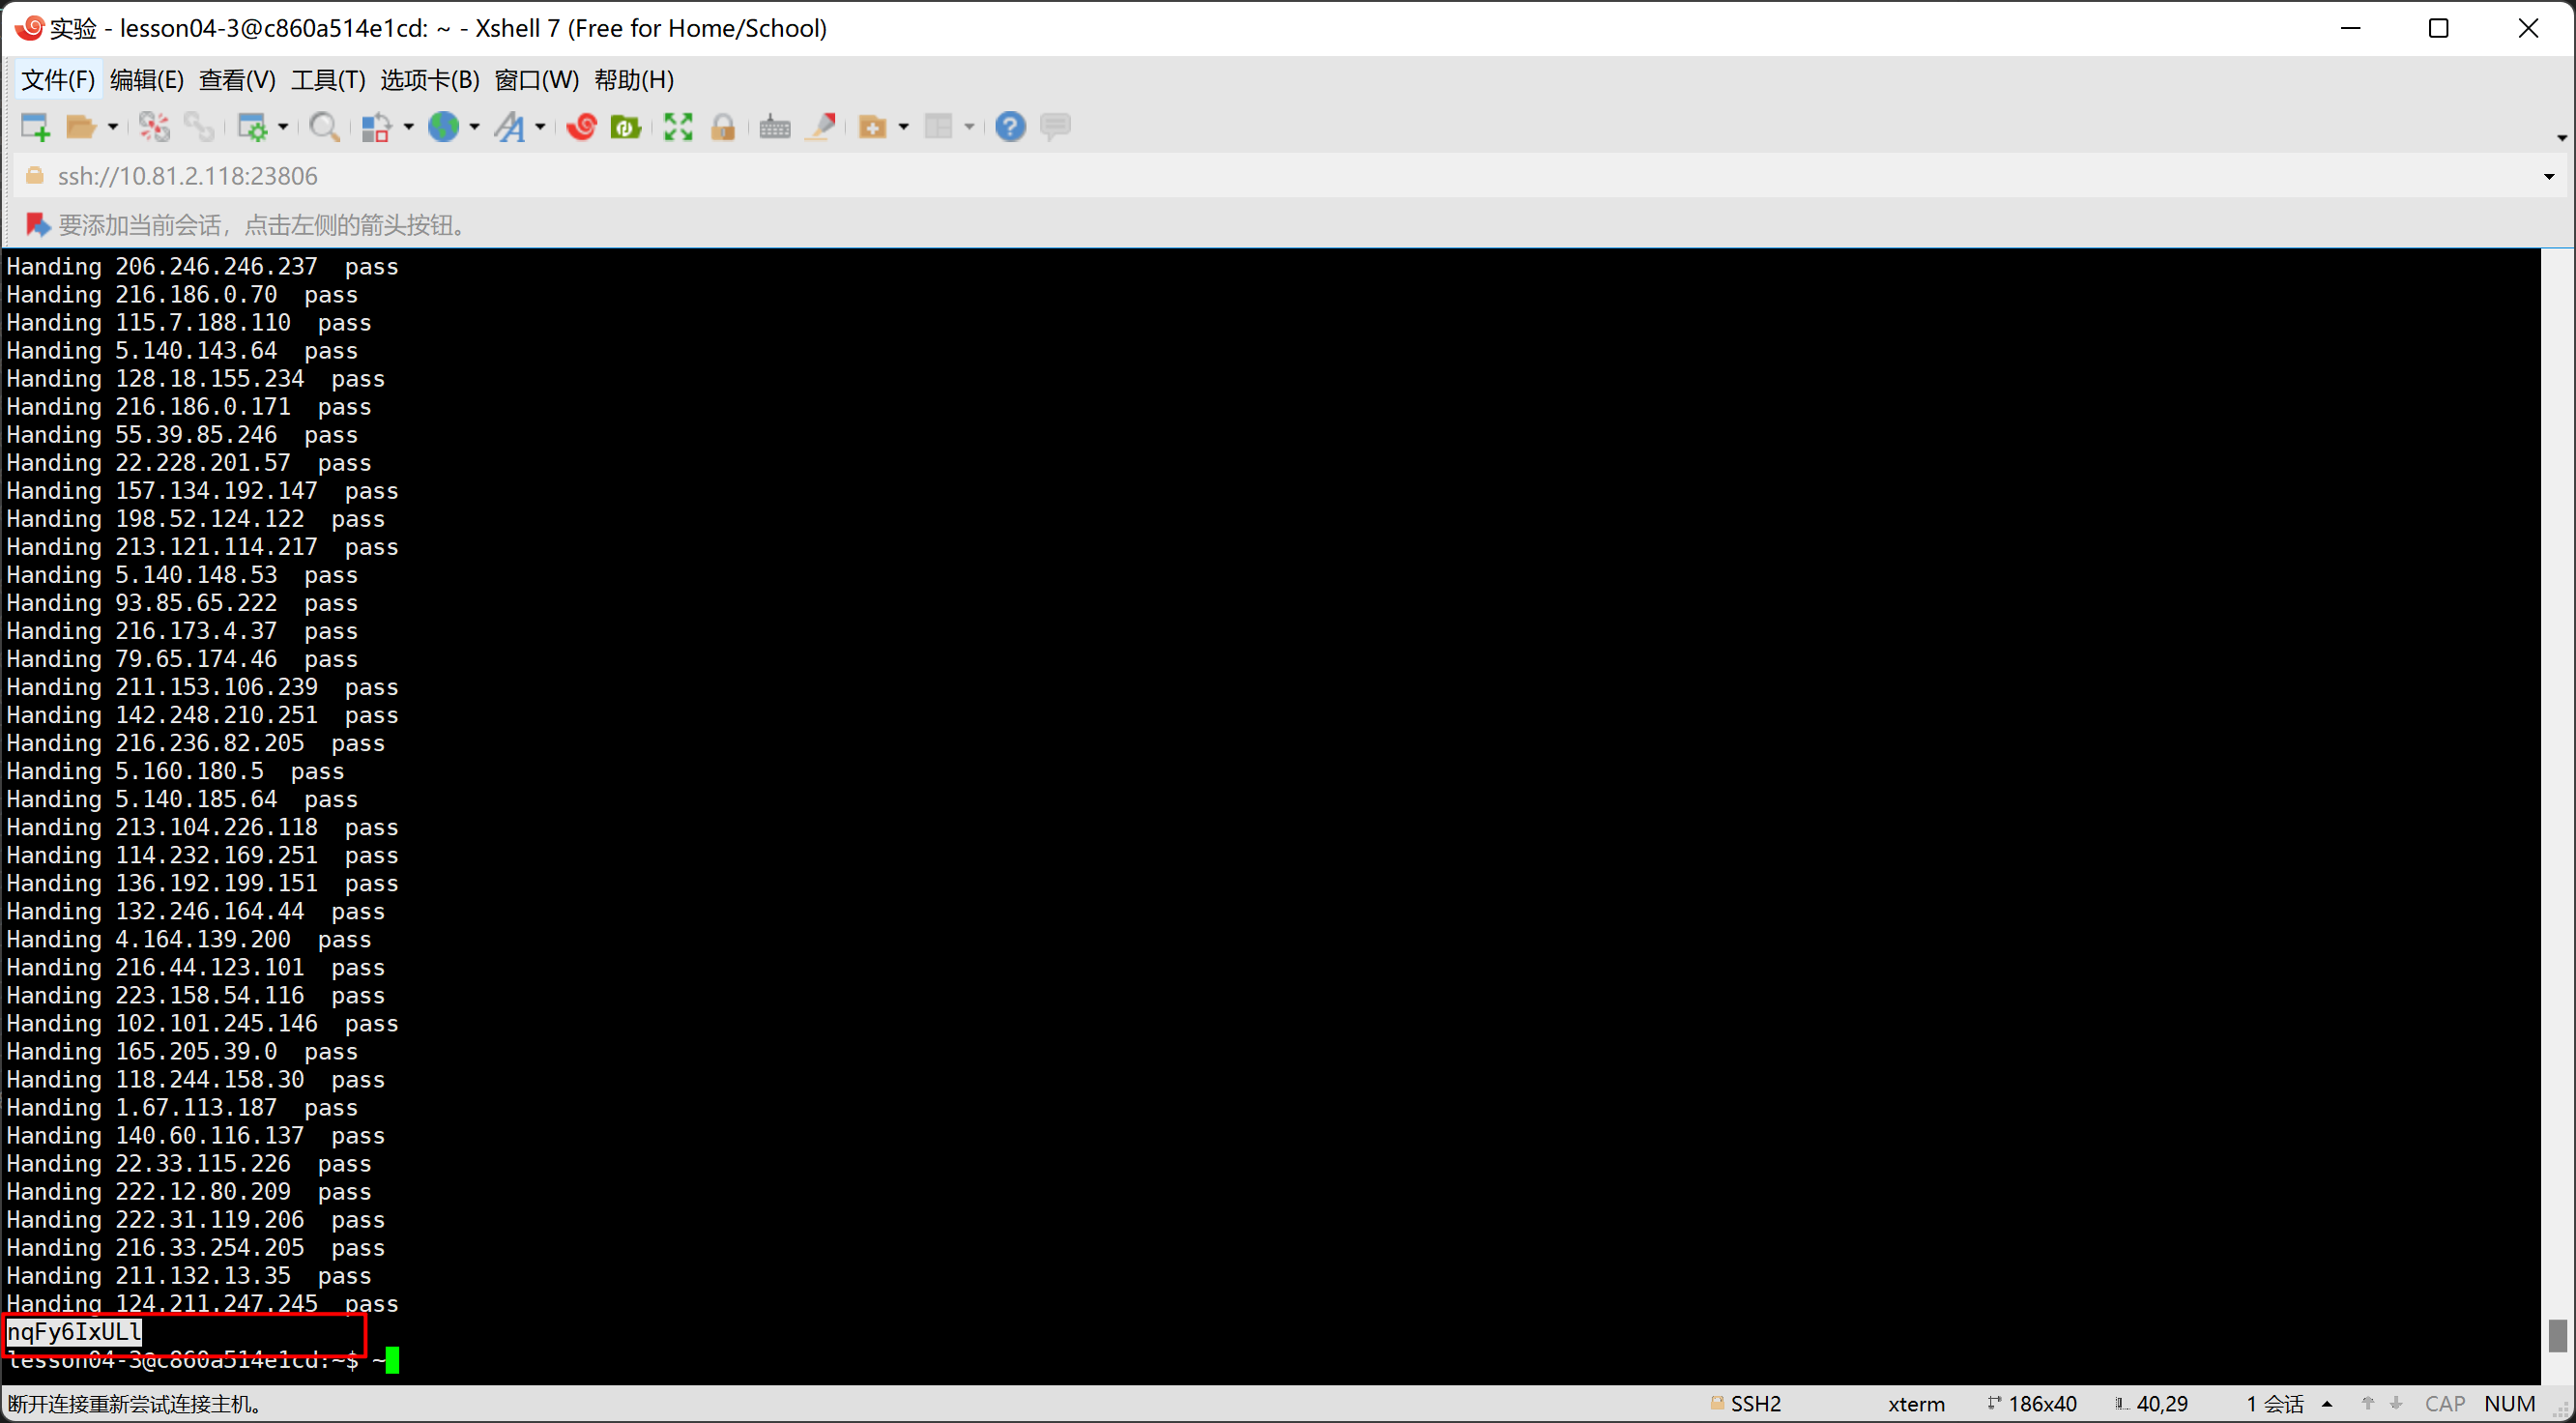 实验 - lesson04-3@c860a514e1cd: ~ - Xshell 7 (Free for Home/School)
文件(F) 编辑(E) 查看(V) 工具(T) 选项卡(B) 窗口(W) 帮助(H)
ssh://10.81.2.118:23806
要添加当前会话，点击左侧的箭头按钮。
Handing 206.246.246.237  pass
Handing 216.186.0.70  pass
Handing 115.7.188.110  pass
Handing 5.140.143.64  pass
Handing 128.18.155.234  pass
Handing 216.186.0.171  pass
Handing 55.39.85.246  pass
Handing 22.228.201.57  pass
Handing 157.134.192.147  pass
Handing 198.52.124.122  pass
Handing 213.121.114.217  pass
Handing 5.140.148.53  pass
Handing 93.85.65.222  pass
Handing 216.173.4.37  pass
Handing 79.65.174.46  pass
Handing 211.153.106.239  pass
Handing 142.248.210.251  pass
Handing 216.236.82.205  pass
Handing 5.160.180.5  pass
Handing 5.140.185.64  pass
Handing 213.104.226.118  pass
Handing 114.232.169.251  pass
Handing 136.192.199.151  pass
Handing 132.246.164.44  pass
Handing 4.164.139.200  pass
Handing 216.44.123.101  pass
Handing 223.158.54.116  pass
Handing 102.101.245.146  pass
Handing 165.205.39.0  pass
Handing 118.244.158.30  pass
Handing 1.67.113.187  pass
Handing 140.60.116.137  pass
Handing 22.33.115.226  pass
Handing 222.12.80.209  pass
Handing 222.31.119.206  pass
Handing 216.33.254.205  pass
Handing 211.132.13.35  pass
Handing 124.211.247.245  pass
nqFy6IxULl
lesson04-3@c860a514e1cd:~$ ~
断开连接重新尝试连接主机。 SSH2 xterm 186x40 40,29 1 会话 CAP NUM